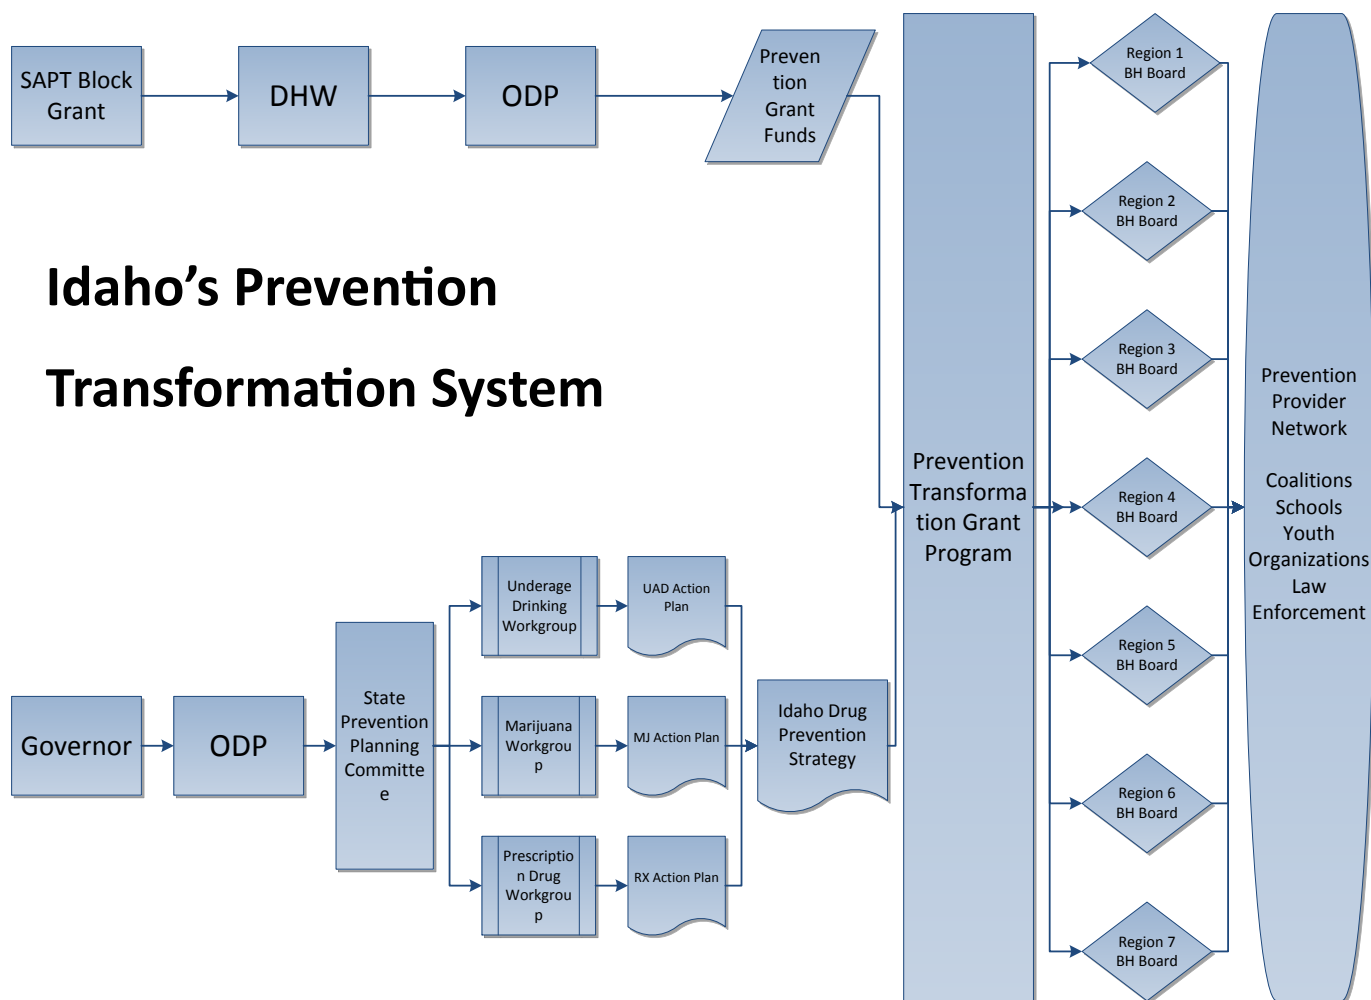 SAPT Block
Grant
DHW
ODP
Preven
tion
Grant
Funds
Idaho's Prevention
Transformation System
Governor
ODP
State
Prevention
Planning
Committe
e
Underage
Drinking
Workgroup
UAD Action
Plan
Marijuana
Workgrou
p
MJ Action Plan
Prescriptio
n Drug
Workgrou
p
RX Action Plan
Idaho Drug
Prevention
Strategy
Prevention
Transforma
tion Grant
Program
Region 1
BH Board
Region 2
BH Board
Region 3
BH Board
Region 4
BH Board
Region 5
BH Board
Region 6
BH Board
Region 7
BH Board
Prevention
Provider
Network
Coalitions
Schools
Youth
Organizations
Law
Enforcement